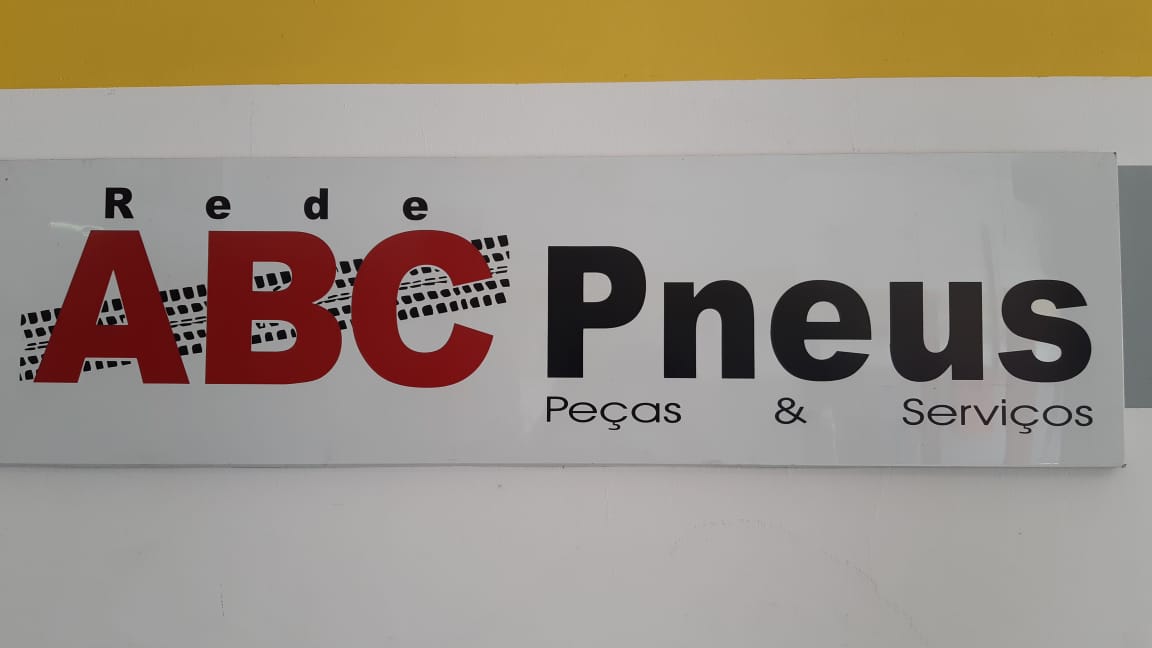 Rede
ABC Pneus
Peças & Serviços